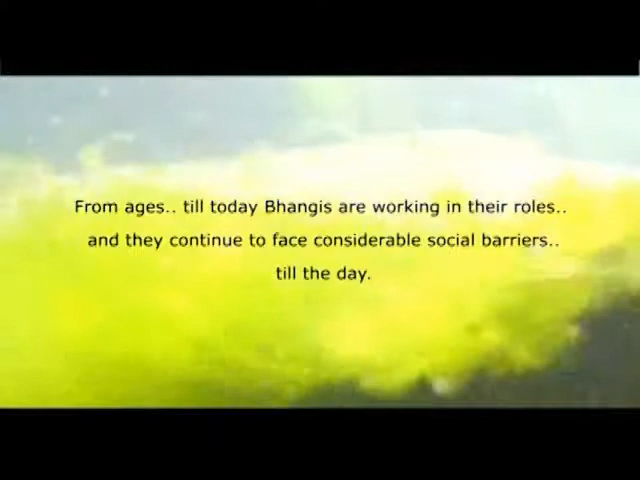 From ages.. till today Bhangis are working in their roles..
and they continue to face considerable social barriers..
till the day.